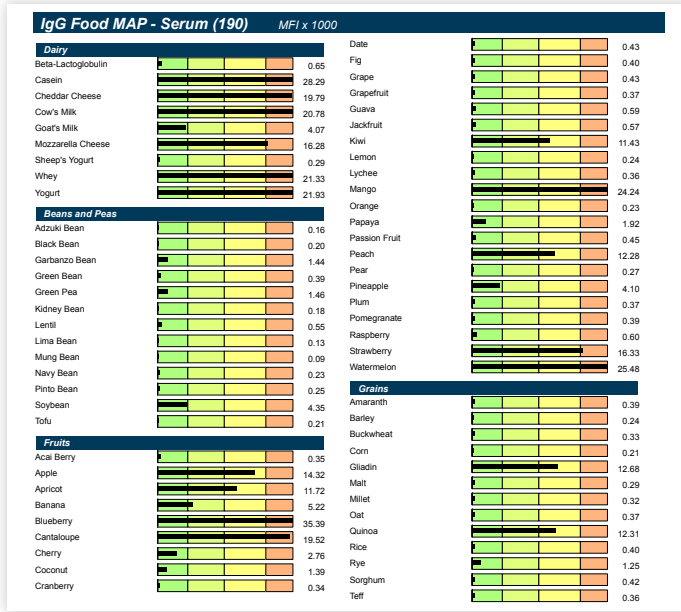 IgG Food MAP - Serum (190) MFI x 1000
Dairy
Beta-Lactoglobulin 0.65
Casein 28.29
Cheddar Cheese 19.79
Cow's Milk 20.78
Goat's Milk 4.07
Mozzarella Cheese 16.28
Sheep's Yogurt 0.29
Whey 21.33
Yogurt 21.93
Beans and Peas
Adzuki Bean 0.16
Black Bean 0.20
Garbanzo Bean 1.44
Green Bean 0.39
Green Pea 1.46
Kidney Bean 0.18
Lentil 0.55
Lima Bean 0.13
Mung Bean 0.09
Navy Bean 0.23
Pinto Bean 0.25
Soybean 4.35
Tofu 0.21
Fruits
Acai Berry 0.35
Apple 14.32
Apricot 11.72
Banana 5.22
Blueberry 35.39
Cantaloupe 19.52
Cherry 2.76
Coconut 1.39
Cranberry 0.34
Date 0.43
Fig 0.40
Grape 0.43
Grapefruit 0.37
Guava 0.59
Jackfruit 0.57
Kiwi 11.43
Lemon 0.24
Lychee 0.36
Mango 24.24
Orange 0.23
Papaya 1.92
Passion Fruit 0.45
Peach 12.28
Pear 0.27
Pineapple 4.10
Plum 0.37
Pomegranate 0.39
Raspberry 0.60
Strawberry 16.33
Watermelon 25.48
Grains
Amaranth 0.39
Barley 0.24
Buckwheat 0.33
Corn 0.21
Gliadin 12.68
Malt 0.29
Millet 0.32
Oat 0.37
Quinoa 12.31
Rice 0.40
Rye 1.25
Sorghum 0.42
Teff 0.36